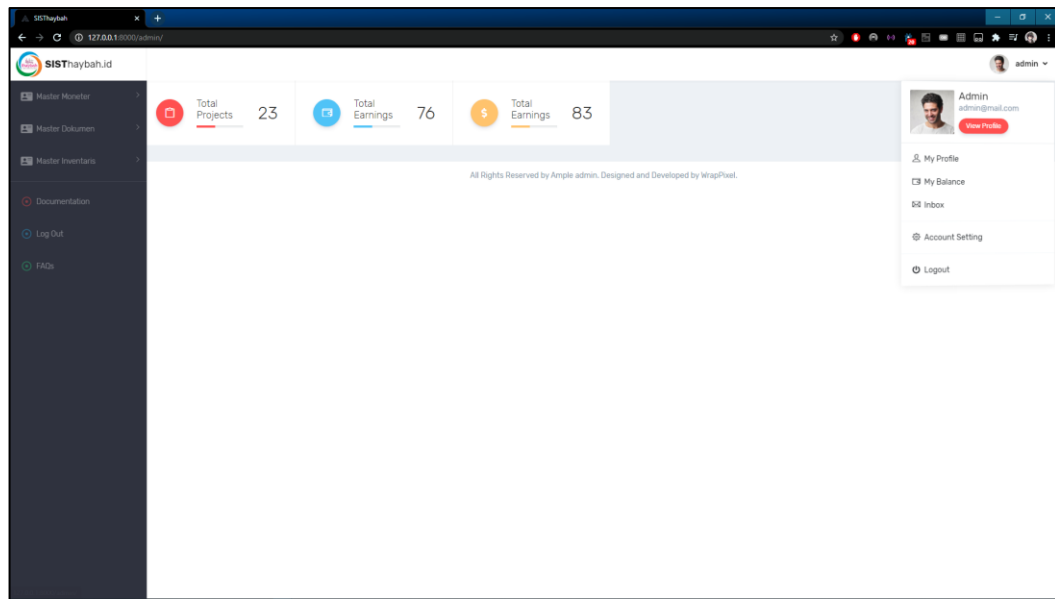 SISThaybah
127.0.0.1:8000/admin/
SISThaybah.id
admin
Master Moneter
Master Dokumen
Master Inventaris
Documentation
Log Out
FAQs
Total Projects
23
Total Earnings
76
Total Earnings
83
All Rights Reserved by Ample admin. Designed and Developed by WrapPixel.
Admin
admin@mail.com
View Profile
My Profile
My Balance
Inbox
Account Setting
Logout